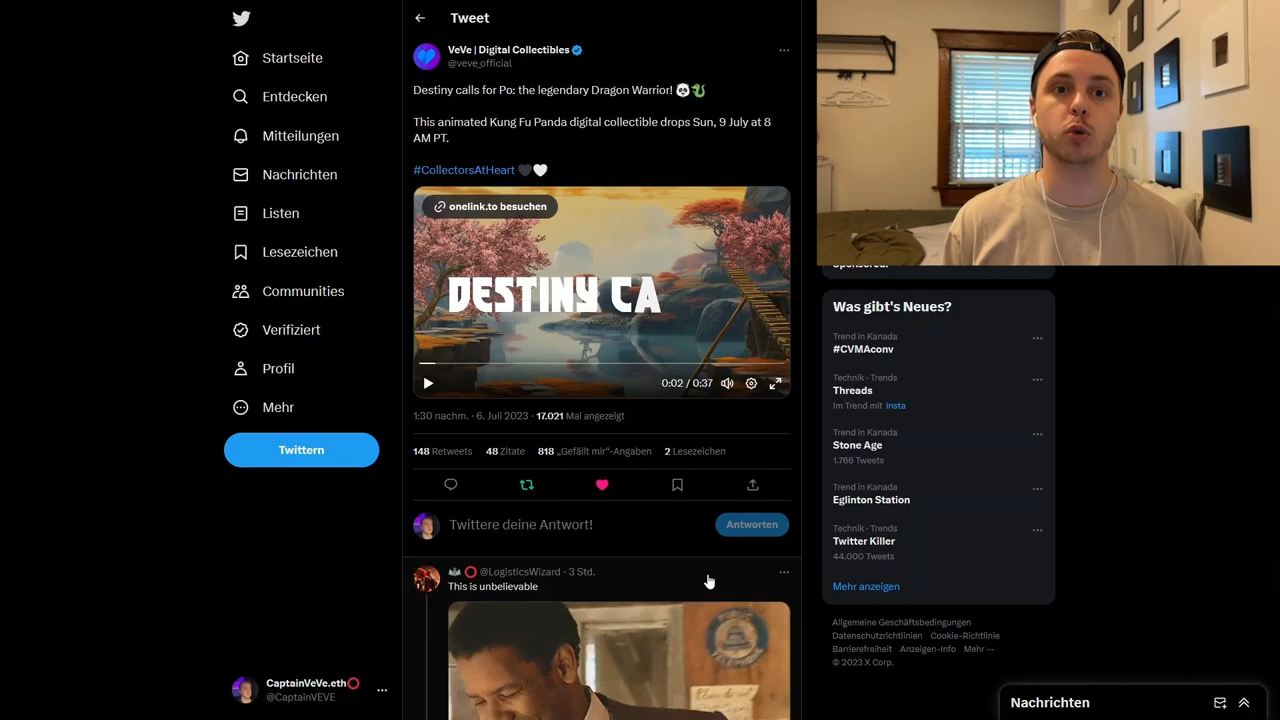 Startseite
Entdecken
Mitteilungen
Nachrichten
Listen
Lesezeichen
Communities
Verifiziert
Profil
Mehr
Twittern
CaptainVeVe.eth
@CaptainVEVE
Tweet
VeVe | Digital Collectibles
@veve_official
Destiny calls for Po: the legendary Dragon Warrior! 🐼🐉
This animated Kung Fu Panda digital collectible drops Sun, 9 July at 8
AM PT.
#CollectorsAtHeart 🖤🤍
onelink.to besuchen
DESTINY CA
0:02 / 0:37
1:30 nachm. · 6. Juli 2023 · 17.021 Mal angezeigt
148 Retweets 48 Zitate 818 „Gefällt mir“-Angaben 2 Lesezeichen
Twittere deine Antwort!
Antworten
@LogisticsWizard · 3 Std.
This is unbelievable
Was gibt's Neues?
Trend in Kanada
#CVMAconv
Technik · Trends
Threads
Im Trend mit Insta
Trend in Kanada
Stone Age
1.766 Tweets
Trend in Kanada
Eglinton Station
Technik · Trends
Twitter Killer
44.000 Tweets
Mehr anzeigen
Allgemeine Geschäftsbedingungen
Datenschutzrichtlinien Cookie-Richtlinie
Barrierefreiheit Anzeigen-Info Mehr ···
© 2023 X Corp.
Nachrichten